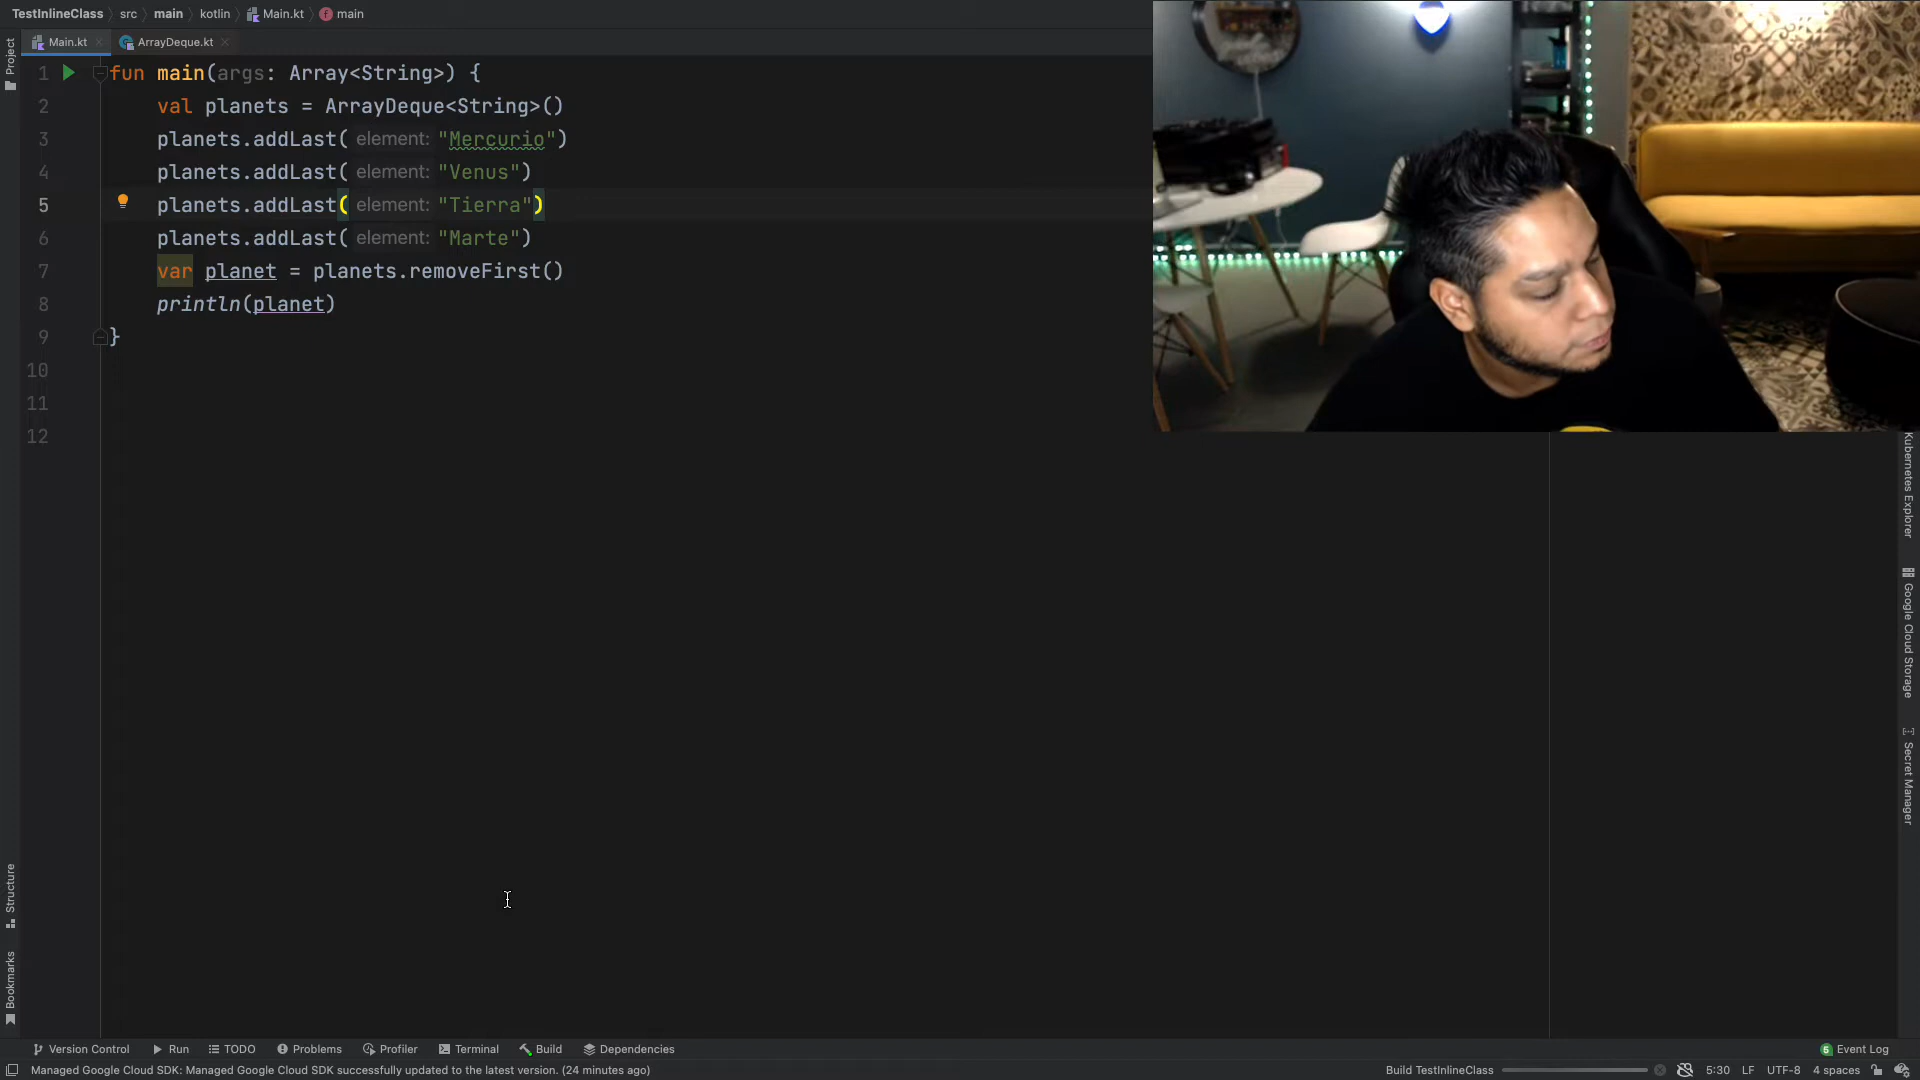 TestInlineClass src main kotlin Main.kt main
Main.kt ArrayDeque.kt
Project
1 fun main(args: Array<String>) {
2 val planets = ArrayDeque<String>()
3 planets.addLast( element: "Mercurio")
4 planets.addLast( element: "Venus")
5 planets.addLast( element: "Tierra")
6 planets.addLast( element: "Marte")
7 var planet = planets.removeFirst()
8 println(planet)
9 }
10
11
12
Kubernetes Explorer
Google Cloud Storage
Secret Manager
Structure
Bookmarks
Version Control Run TODO Problems Profiler Terminal Build Dependencies 5 Event Log
Managed Google Cloud SDK: Managed Google Cloud SDK successfully updated to the latest version. (24 minutes ago) Build TestInlineClass 5:30 LF UTF-8 4 spaces